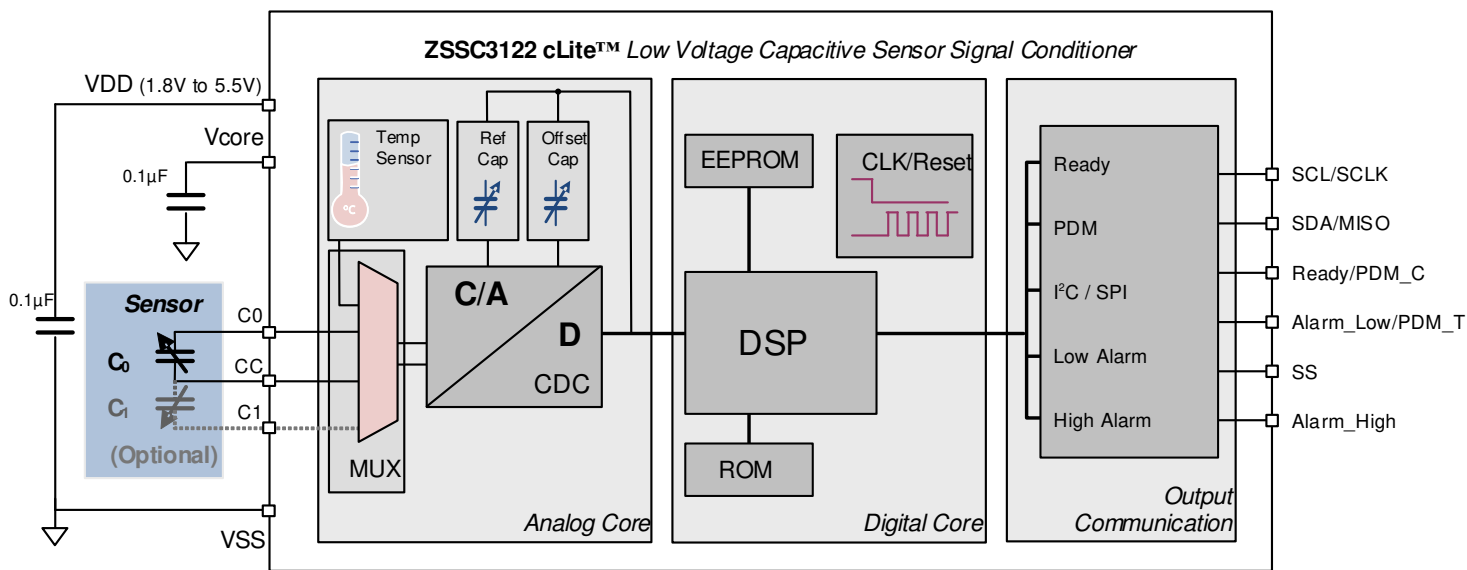 ZSSC3122 cLite™ Low Voltage Capacitive Sensor Signal Conditioner
VDD (1.8V to 5.5V)
Vcore
0.1µF
0.1µF
Sensor
C0
C0
CC
C1
C1
(Optional)
VSS
Temp
Sensor
°C
Ref
Cap
Offset
Cap
C/A
D
CDC
MUX
Analog Core
EEPROM
CLK/Reset
DSP
ROM
Digital Core
Ready
PDM
I²C / SPI
Low Alarm
High Alarm
Output
Communication
SCL/SCLK
SDA/MISO
Ready/PDM_C
Alarm_Low/PDM_T
SS
Alarm_High